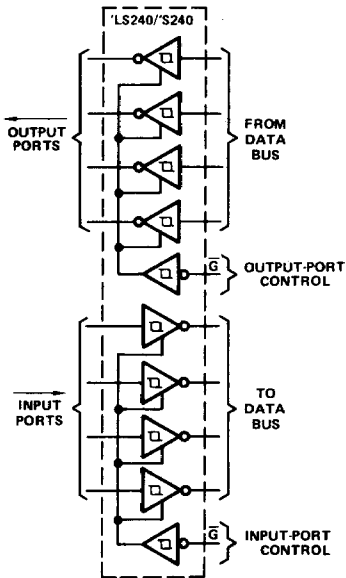 'LS240/'S240
OUTPUT
PORTS
FROM
DATA
BUS
G̅
OUTPUT-PORT
CONTROL
INPUT
PORTS
TO
DATA
BUS
G̅
INPUT-PORT
CONTROL